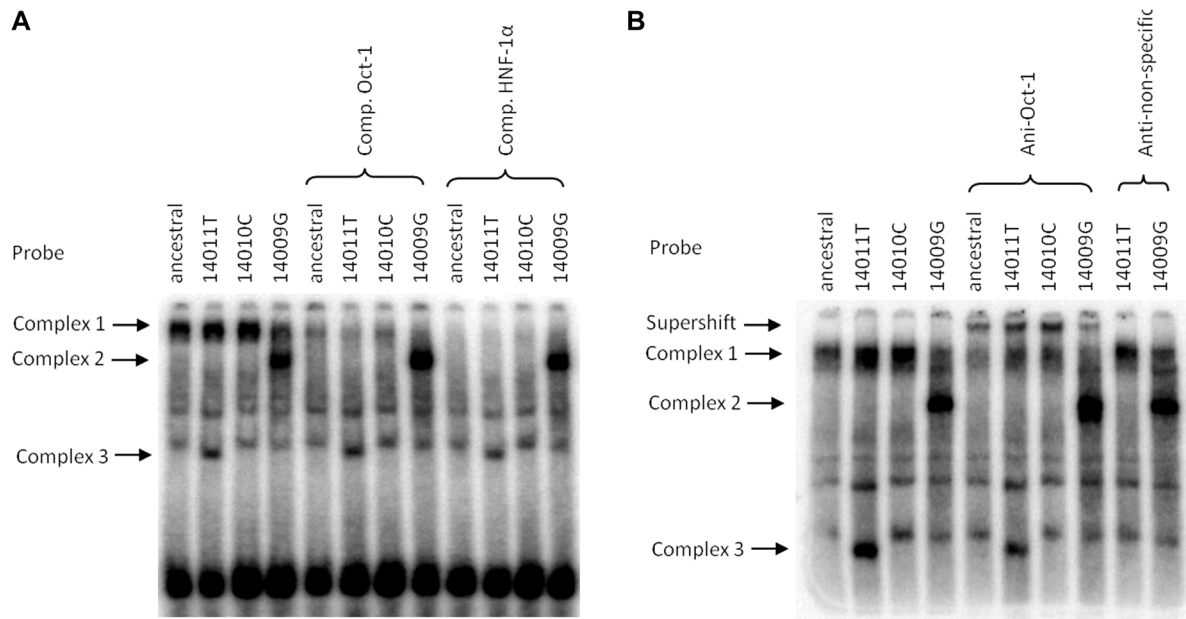 A
Comp. Oct-1
Comp. HNF-1α
Probe
ancestral
14011T
14010C
14009G
ancestral
14011T
14010C
14009G
ancestral
14011T
14010C
14009G
Complex 1
Complex 2
Complex 3
B
Ani-Oct-1
Anti-non-specific
Probe
ancestral
14011T
14010C
14009G
ancestral
14011T
14010C
14009G
14011T
14009G
Supershift
Complex 1
Complex 2
Complex 3